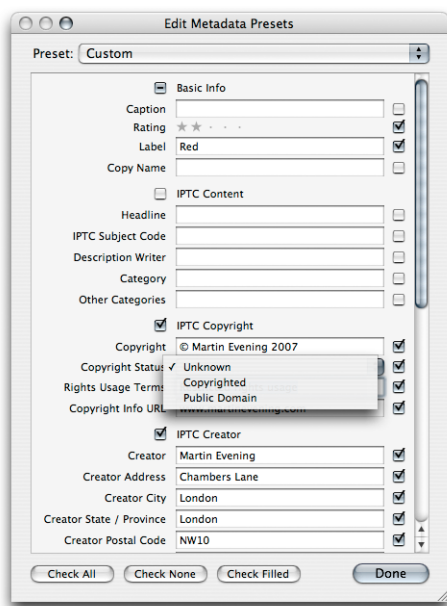 Edit Metadata Presets
Preset: Custom
Basic Info
Caption
Rating
Label Red
Copy Name
IPTC Content
Headline
IPTC Subject Code
Description Writer
Category
Other Categories
IPTC Copyright
Copyright © Martin Evening 2007
Copyright Status ✓ Unknown
Copyrighted
Rights Usage Terms
Public Domain
Copyright Info URL www.martinevening.com
IPTC Creator
Creator Martin Evening
Creator Address Chambers Lane
Creator City London
Creator State / Province London
Creator Postal Code NW10
Check All Check None Check Filled Done